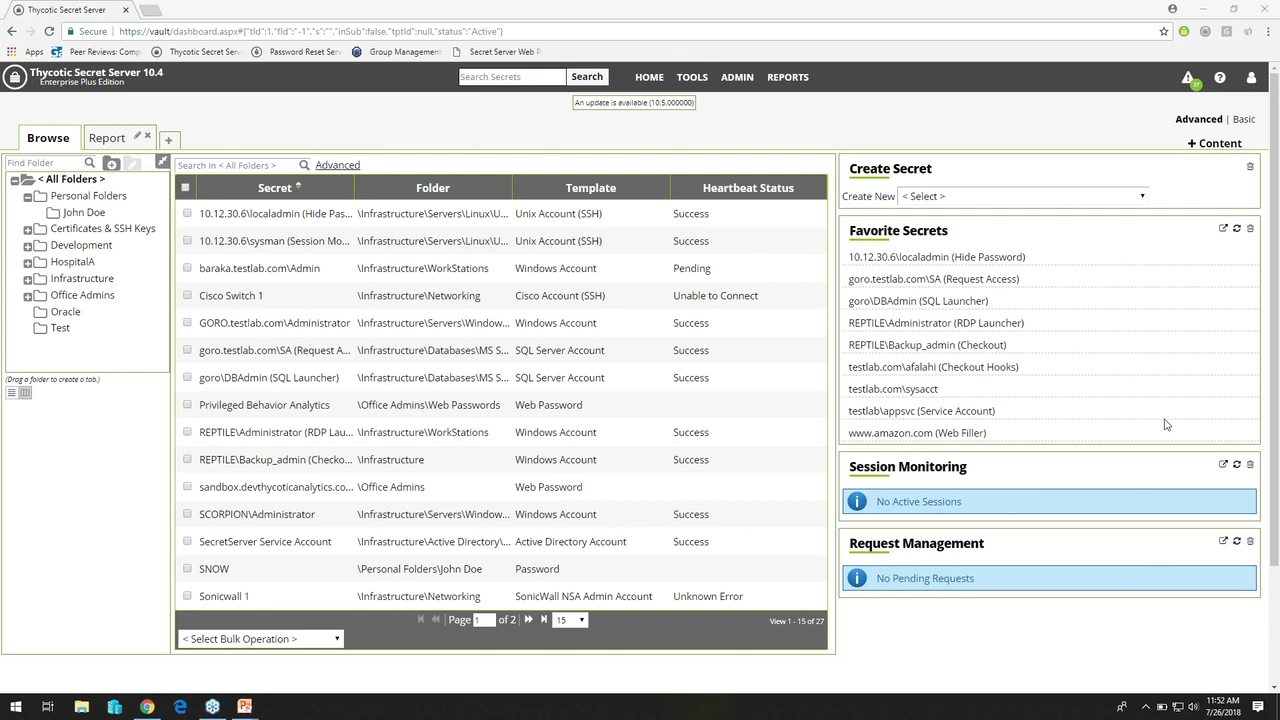 Thycotic Secret Server
Secure | https://vault/dashboard.aspx#{"tId":1,"fId":"-1","s":"","inSub":false,"tptId":null,"status":"Active"}
Apps Peer Reviews: Comp Thycotic Secret Serve Password Reset Serv Group Management Secret Server Web P
Thycotic Secret Server 10.4
Enterprise Plus Edition
Search Secrets Search HOME TOOLS ADMIN REPORTS
27
An update is available (10.5.000000)
Advanced | Basic
Browse Report
+ Content
Find Folder
Search in < All Folders > Advanced
< All Folders >
Personal Folders
John Doe
Certificates & SSH Keys
Development
HospitalA
Infrastructure
Office Admins
Oracle
Test
(Drag a folder to create a tab.)
Secret Folder Template Heartbeat Status
10.12.30.6\localadmin (Hide Pas... \Infrastructure\Servers\Linux\U... Unix Account (SSH) Success
10.12.30.6\sysman (Session Mo... \Infrastructure\Servers\Linux\U... Unix Account (SSH) Success
baraka.testlab.com\Admin \Infrastructure\WorkStations Windows Account Pending
Cisco Switch 1 \Infrastructure\Networking Cisco Account (SSH) Unable to Connect
GORO.testlab.com\Administrator \Infrastructure\Servers\Window... Windows Account Success
goro.testlab.com\SA (Request A... \Infrastructure\Databases\MS S... SQL Server Account Success
goro\DBAdmin (SQL Launcher) \Infrastructure\Databases\MS S... SQL Server Account Success
Privileged Behavior Analytics \Office Admins\Web Passwords Web Password
REPTILE\Administrator (RDP Lau... \Infrastructure\WorkStations Windows Account Success
REPTILE\Backup_admin (Checko... \Infrastructure Windows Account Success
sandbox.devthycoticanalytics.co... \Office Admins Web Password
SCORPION\Administrator \Infrastructure\Servers\Window... Windows Account Success
SecretServer Service Account \Infrastructure\Active Directory\... Active Directory Account Success
SNOW \Personal Folders\John Doe Password
Sonicwall 1 \Infrastructure\Networking SonicWall NSA Admin Account Unknown Error
Page 1 of 2 15 View 1 - 15 of 27
< Select Bulk Operation >
Create Secret
Create New < Select >
Favorite Secrets
10.12.30.6\localadmin (Hide Password)
goro.testlab.com\SA (Request Access)
goro\DBAdmin (SQL Launcher)
REPTILE\Administrator (RDP Launcher)
REPTILE\Backup_admin (Checkout)
testlab.com\afalahi (Checkout Hooks)
testlab.com\sysacct
testlab\appsvc (Service Account)
www.amazon.com (Web Filler)
Session Monitoring
No Active Sessions
Request Management
No Pending Requests
11:52 AM
7/26/2018